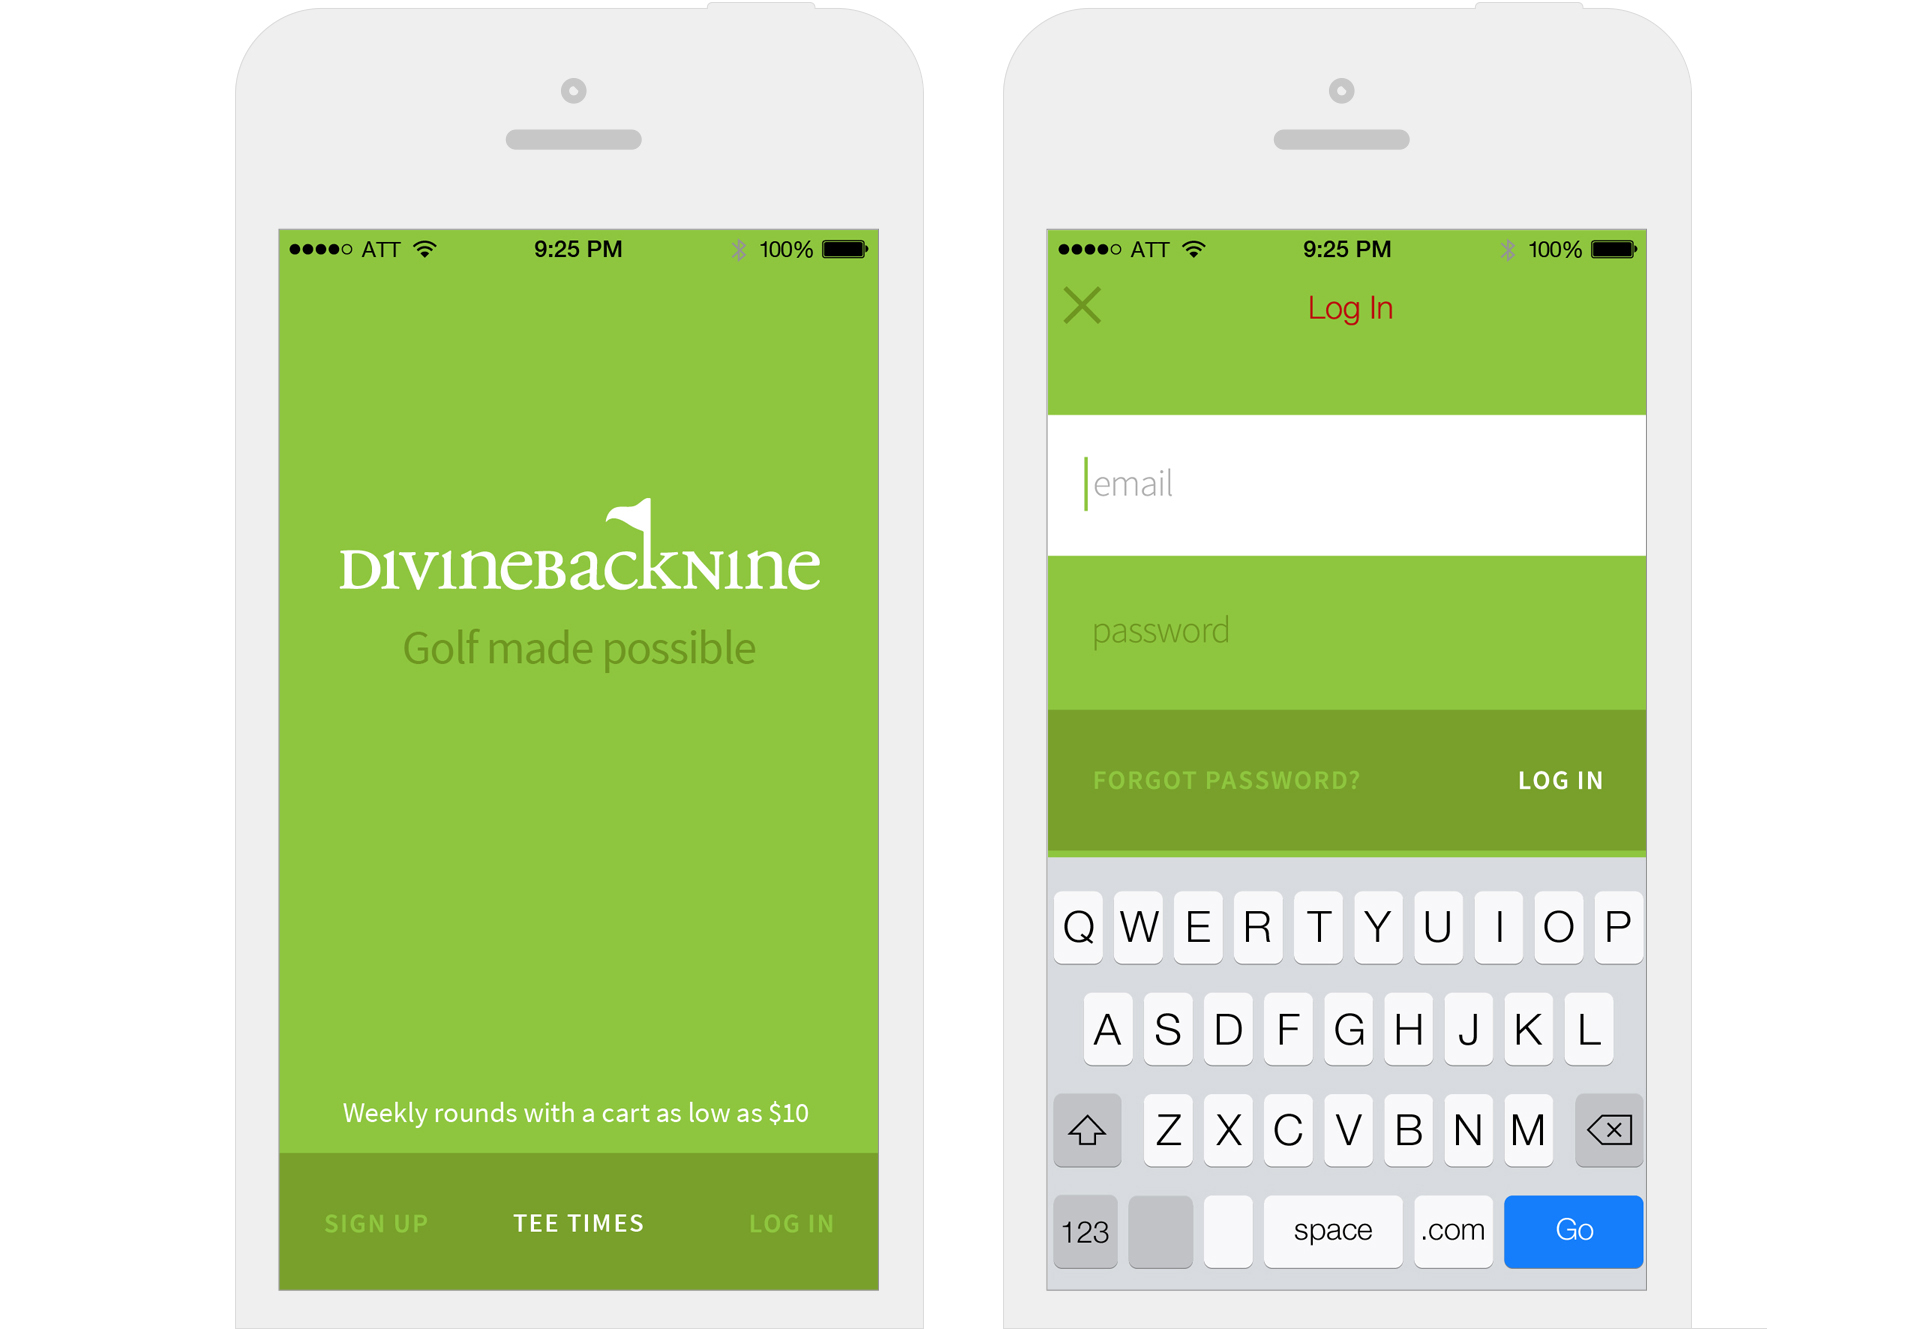 ATT 9:25 PM 100%
DIVINEBACKNINE
Golf made possible
Weekly rounds with a cart as low as $10
SIGN UP TEE TIMES LOG IN
ATT 9:25 PM 100%
Log In
email
password
FORGOT PASSWORD? LOG IN
Q W E R T Y U I O P
A S D F G H J K L
Z X C V B N M
123 space .com Go